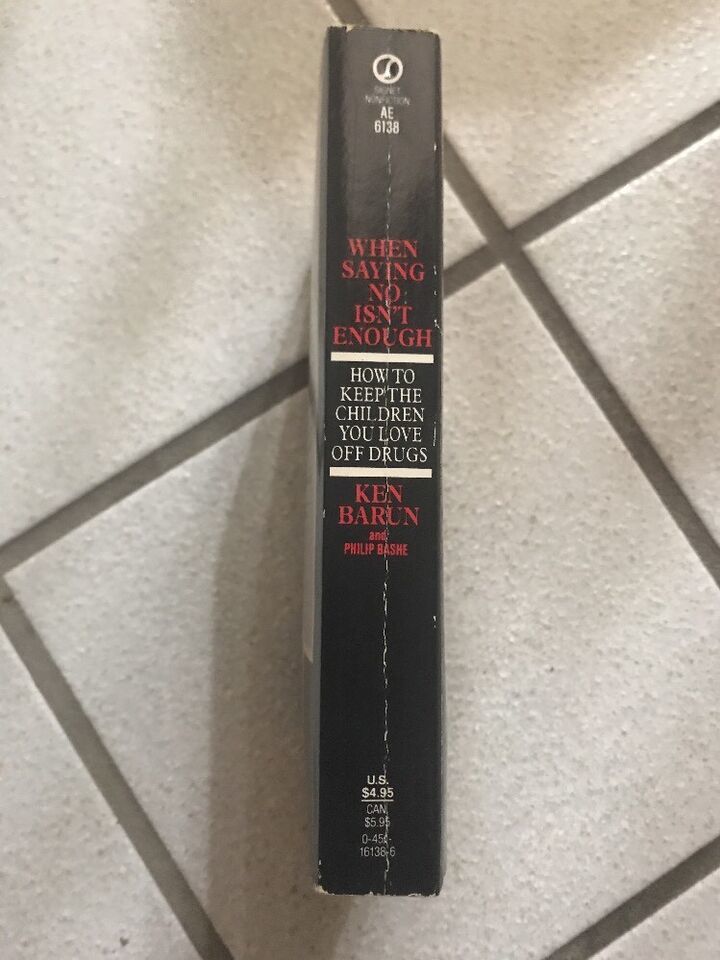 SIGNET
NONFICTION
AE
6138
WHEN
SAYING
NO
ISN'T
ENOUGH
HOW TO
KEEP THE
CHILDREN
YOU LOVE
OFF DRUGS
KEN
BARUN
and
PHILIP BASHE
U.S.
$4.95
CAN.
$5.95
0-451-
16138-6